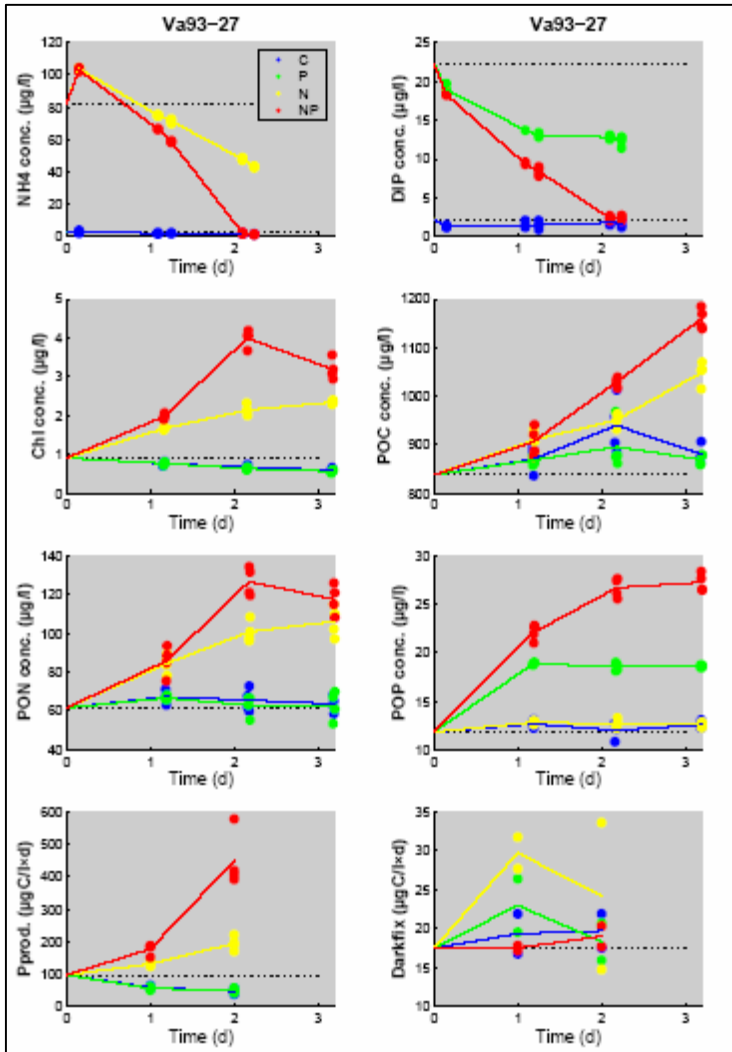 Va93−27
NH4 conc. (µg/l)
120
100
80
60
40
20
0
0 1 2 3
Time (d)
C
P
N
NP
Va93−27
DIP conc. (µg/l)
25
20
15
10
5
0
0 1 2 3
Time (d)
Chl conc. (µg/l)
5
4
3
2
1
0
0 1 2 3
Time (d)
POC conc. (µg/l)
1200
1100
1000
900
800
0 1 2 3
Time (d)
PON conc. (µg/l)
140
120
100
80
60
40
0 1 2 3
Time (d)
POP conc. (µg/l)
30
25
20
15
10
0 1 2 3
Time (d)
Pprod. (µgC/l×d)
600
500
400
300
200
100
0
0 1 2 3
Time (d)
Darkfix (µgC/l×d)
35
30
25
20
15
10
0 1 2 3
Time (d)